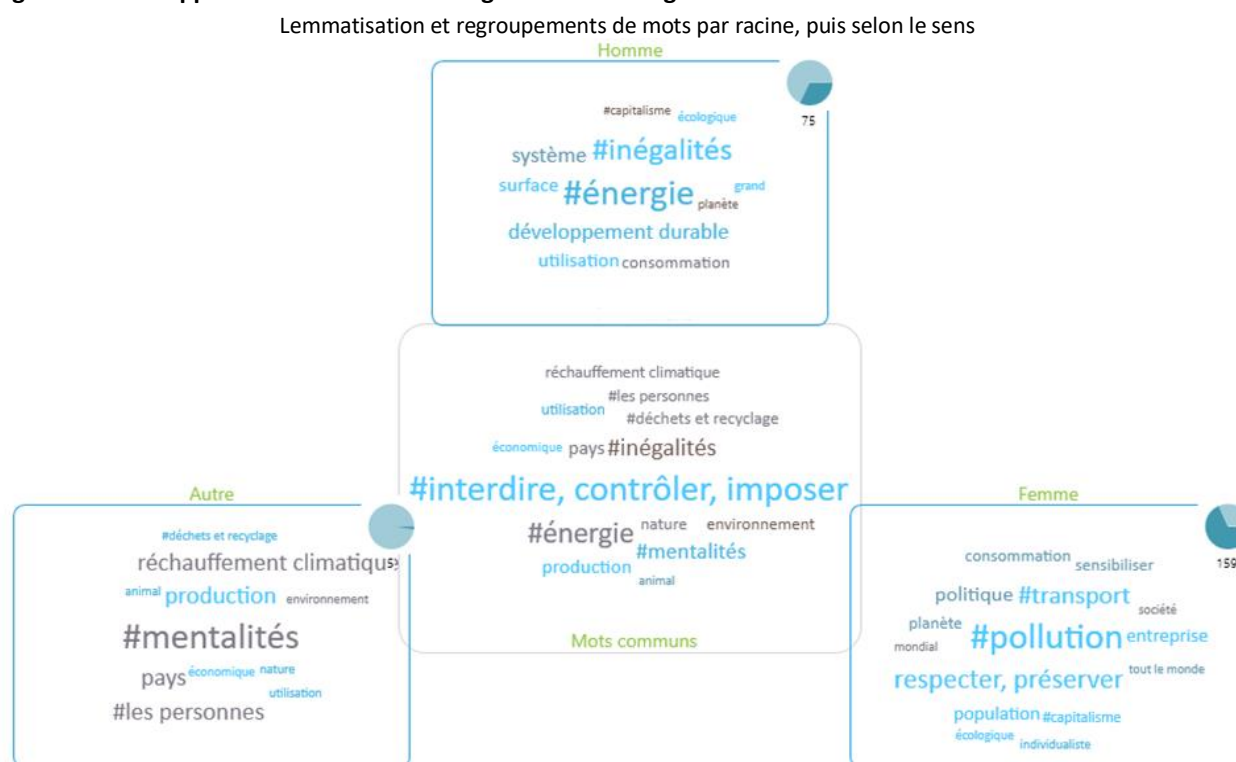 Lemmatisation et regroupements de mots par racine, puis selon le sens
Homme
75
#capitalisme écologique
système #inégalités
surface #énergie planète grand
développement durable
utilisation consommation
réchauffement climatique
#les personnes
utilisation #déchets et recyclage
économique pays #inégalités
#interdire, contrôler, imposer
#énergie nature environnement
#mentalités
production
animal
Mots communs
Autre
#déchets et recyclage
réchauffement climatiqu
animal production environnement
#mentalités
pays économique nature
utilisation
#les personnes
Femme
159
consommation sensibiliser
politique #transport
société
planète #pollution entreprise
mondial
respecter, préserver tout le monde
population #capitalisme
écologique individualiste